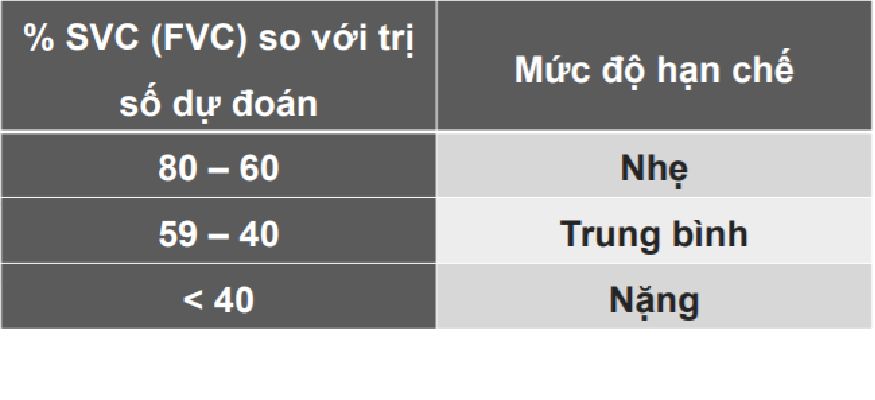 % SVC (FVC) so với trị
số dự đoán
Mức độ hạn chế
80 – 60
Nhẹ
59 – 40
Trung bình
< 40
Nặng